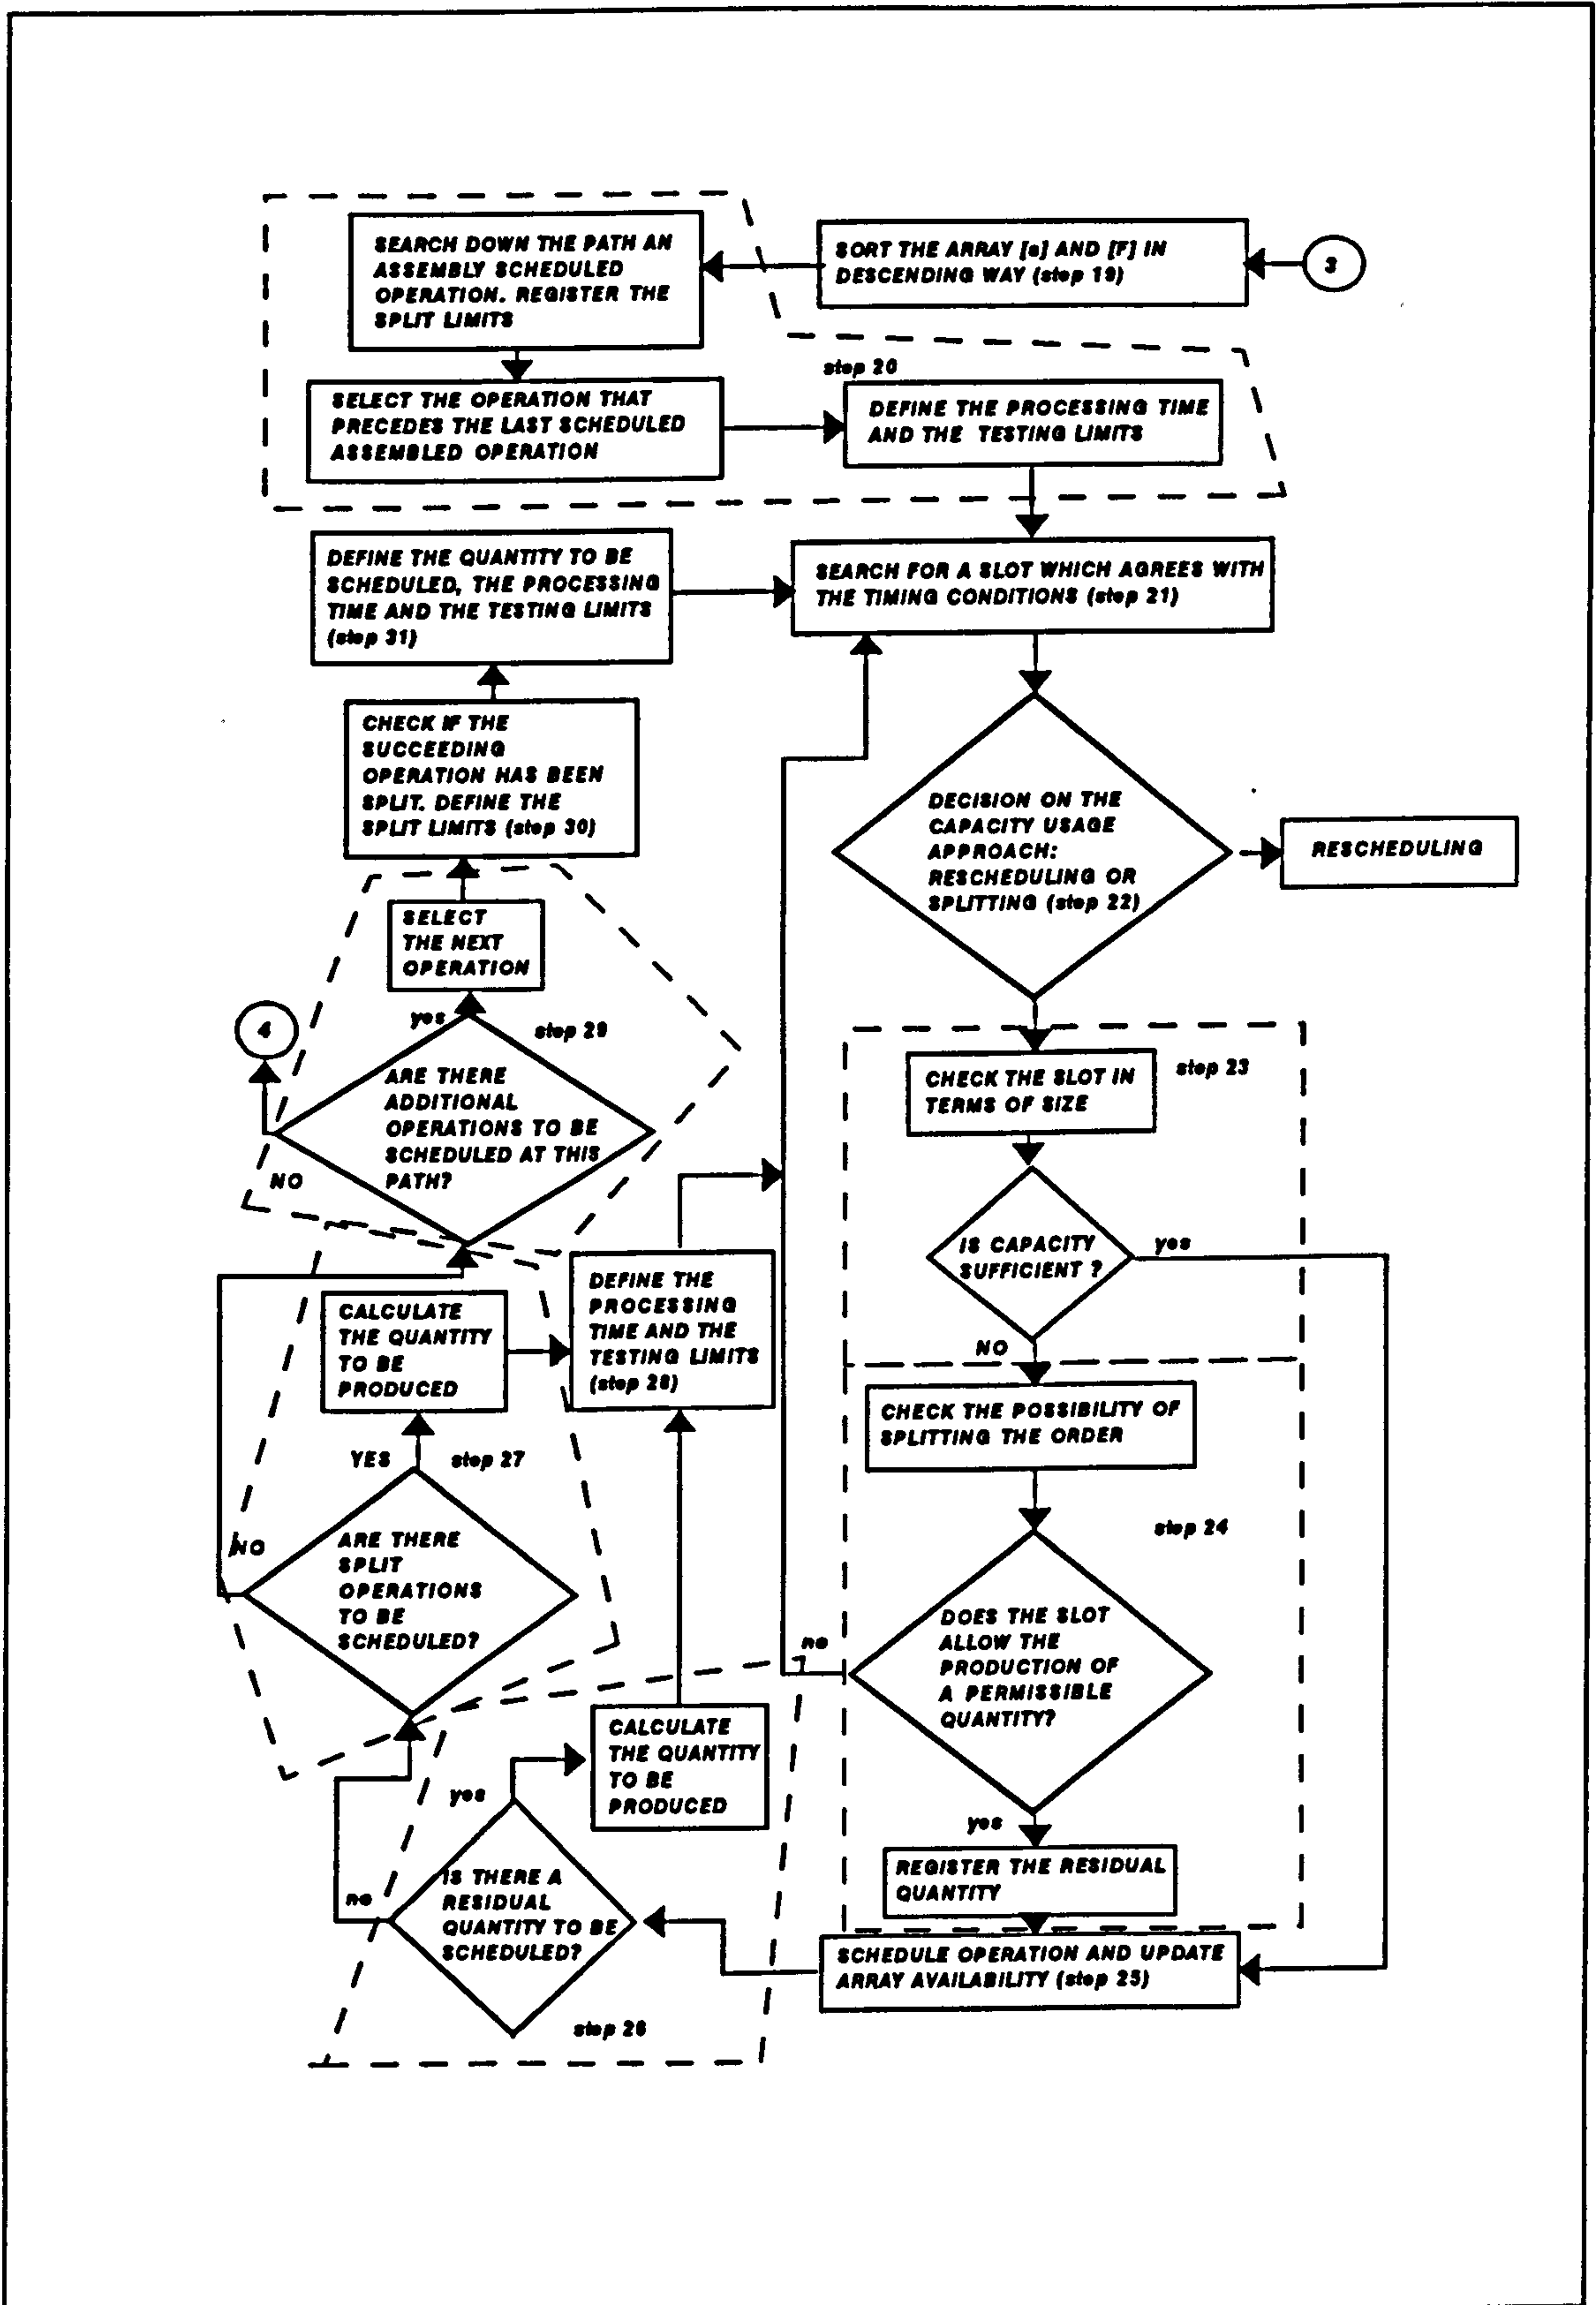 3
SORT THE ARRAY [s] AND [F] IN
DESCENDING WAY (step 19)
SEARCH DOWN THE PATH AN
ASSEMBLY SCHEDULED
OPERATION. REGISTER THE
SPLIT LIMITS
SELECT THE OPERATION THAT
PRECEDES THE LAST SCHEDULED
ASSEMBLED OPERATION
step 20
DEFINE THE PROCESSING TIME
AND THE TESTING LIMITS
DEFINE THE QUANTITY TO BE
SCHEDULED, THE PROCESSING
TIME AND THE TESTING LIMITS
(step 31)
SEARCH FOR A SLOT WHICH AGREES WITH
THE TIMING CONDITIONS (step 21)
CHECK IF THE
SUCCEEDING
OPERATION HAS BEEN
SPLIT. DEFINE THE
SPLIT LIMITS (step 30)
DECISION ON THE
CAPACITY USAGE
APPROACH:
RESCHEDULING OR
SPLITTING (step 22)
RESCHEDULING
SELECT
THE NEXT
OPERATION
4
yes
step 29
ARE THERE
ADDITIONAL
OPERATIONS TO BE
SCHEDULED AT THIS
PATH?
NO
CHECK THE SLOT IN
TERMS OF SIZE
step 23
IS CAPACITY
SUFFICIENT ?
yes
NO
DEFINE THE
PROCESSING
TIME AND THE
TESTING LIMITS
(step 28)
CALCULATE
THE QUANTITY
TO BE
PRODUCED
CHECK THE POSSIBILITY OF
SPLITTING THE ORDER
YES
step 27
NO
ARE THERE
SPLIT
OPERATIONS
TO BE
SCHEDULED?
step 24
DOES THE SLOT
ALLOW THE
PRODUCTION OF
A PERMISSIBLE
QUANTITY?
no
yes
CALCULATE
THE QUANTITY
TO BE
PRODUCED
yes
REGISTER THE RESIDUAL
QUANTITY
IS THERE A
RESIDUAL
QUANTITY TO BE
SCHEDULED?
no
SCHEDULE OPERATION AND UPDATE
ARRAY AVAILABILITY (step 25)
step 26